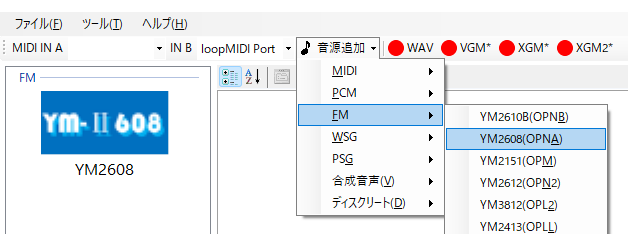 ファイル(F) ツール(T) ヘルプ(H)
MIDI IN A IN B loopMIDI Port 音源追加 WAV VGM* XGM* XGM2*
FM
YM-Ⅱ608
YM2608
MIDI
PCM
FM
WSG
PSG
合成音声(V)
ディスクリート(D)
YM2610B(OPNB)
YM2608(OPNA)
YM2151(OPM)
YM2612(OPN2)
YM3812(OPL2)
YM2413(OPLL)